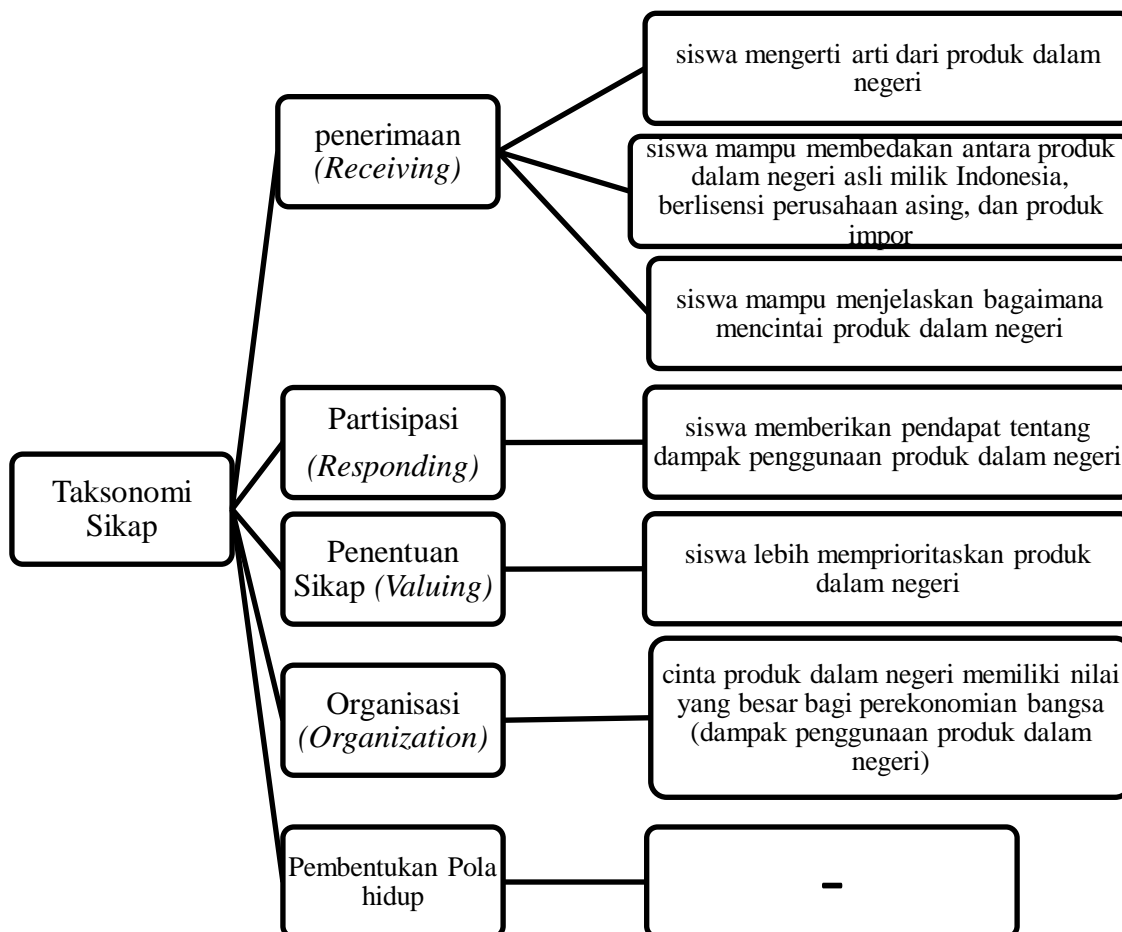 Taksonomi
Sikap
penerimaan
(Receiving)
siswa mengerti arti dari produk dalam
negeri
siswa mampu membedakan antara produk
dalam negeri asli milik Indonesia,
berlisensi perusahaan asing, dan produk
impor
siswa mampu menjelaskan bagaimana
mencintai produk dalam negeri
Partisipasi
(Responding)
siswa memberikan pendapat tentang
dampak penggunaan produk dalam negeri
Penentuan
Sikap (Valuing)
siswa lebih memprioritaskan produk
dalam negeri
Organisasi
(Organization)
cinta produk dalam negeri memiliki nilai
yang besar bagi perekonomian bangsa
(dampak penggunaan produk dalam
negeri)
Pembentukan Pola
hidup
–